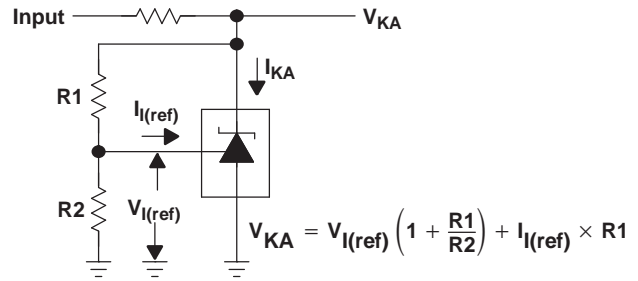 Input
V_KA
I_KA
R1
I_I(ref)
R2
V_I(ref)
V_KA = V_I(ref) (1 + R1/R2) + I_I(ref) × R1